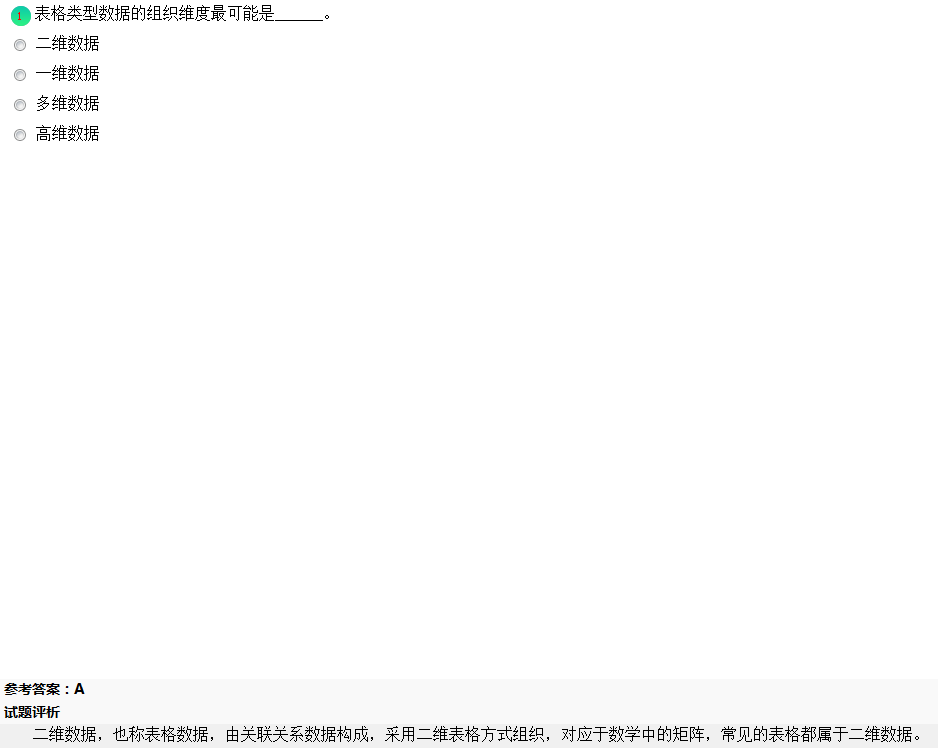 1 表格类型数据的组织维度最可能是______。
二维数据
一维数据
多维数据
高维数据
参考答案：A
试题评析
二维数据，也称表格数据，由关联关系数据构成，采用二维表格方式组织，对应于数学中的矩阵，常见的表格都属于二维数据。